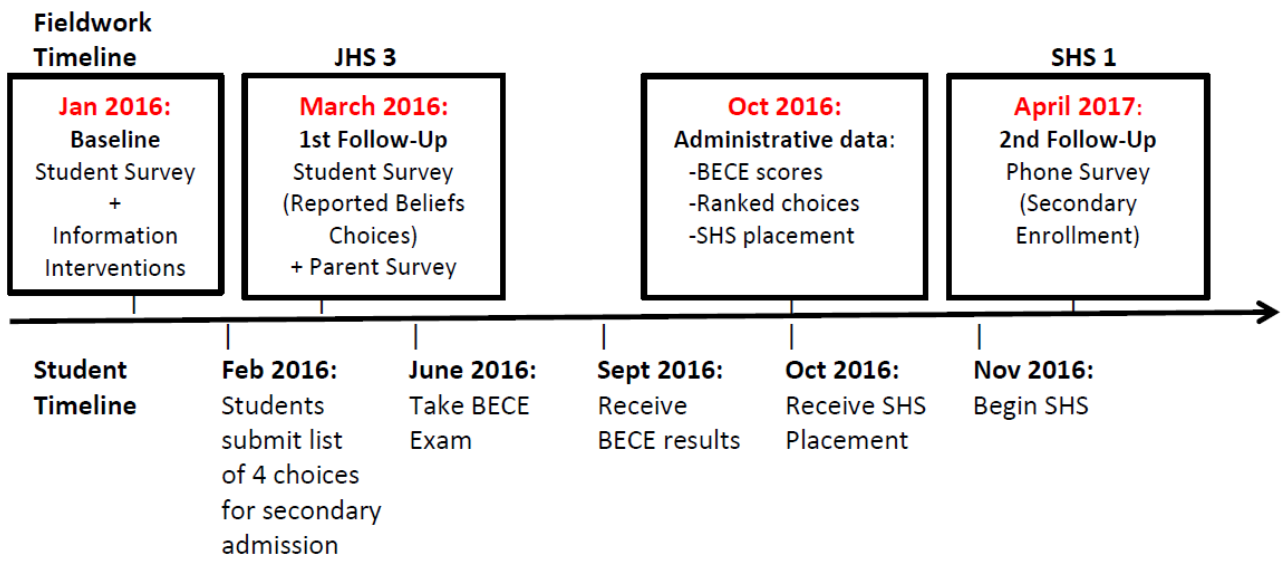 Fieldwork
Timeline
JHS 3
SHS 1
Jan 2016:
Baseline
Student Survey
+
Information
Interventions
March 2016:
1st Follow-Up
Student Survey
(Reported Beliefs
Choices)
+ Parent Survey
Oct 2016:
Administrative data:
-BECE scores
-Ranked choices
-SHS placement
April 2017:
2nd Follow-Up
Phone Survey
(Secondary
Enrollment)
Student
Timeline
Feb 2016:
Students
submit list
of 4 choices
for secondary
admission
June 2016:
Take BECE
Exam
Sept 2016:
Receive
BECE results
Oct 2016:
Receive SHS
Placement
Nov 2016:
Begin SHS